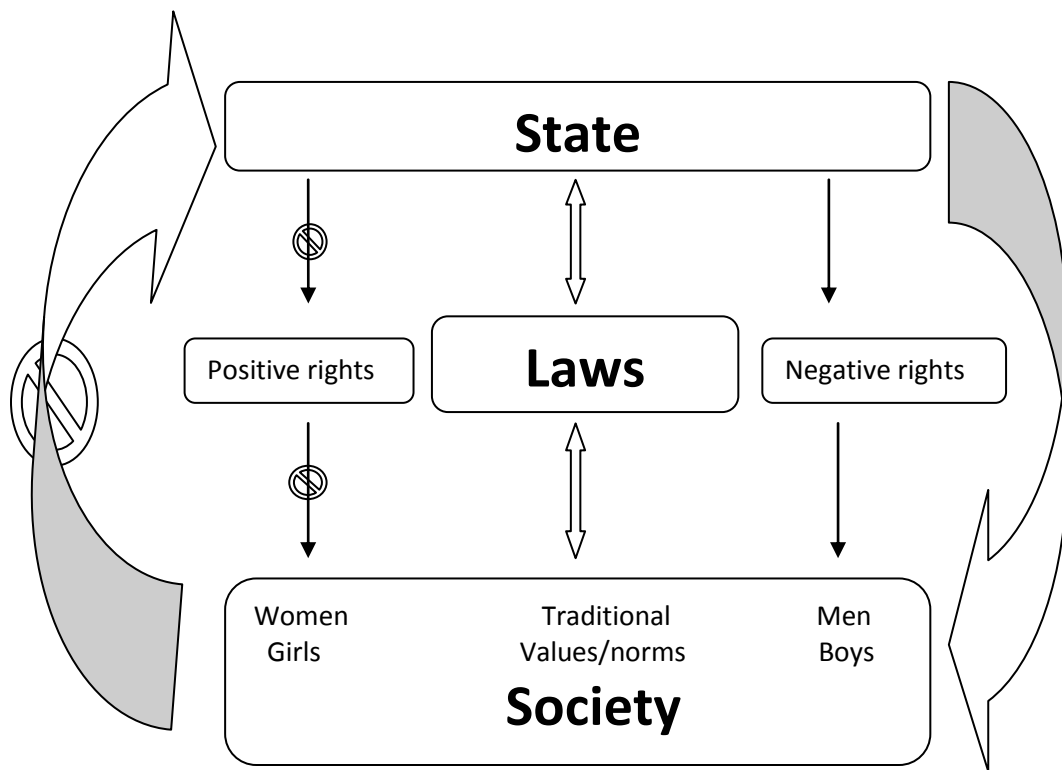 State
Positive rights
Laws
Negative rights
Women
Girls
Traditional
Values/norms
Men
Boys
Society